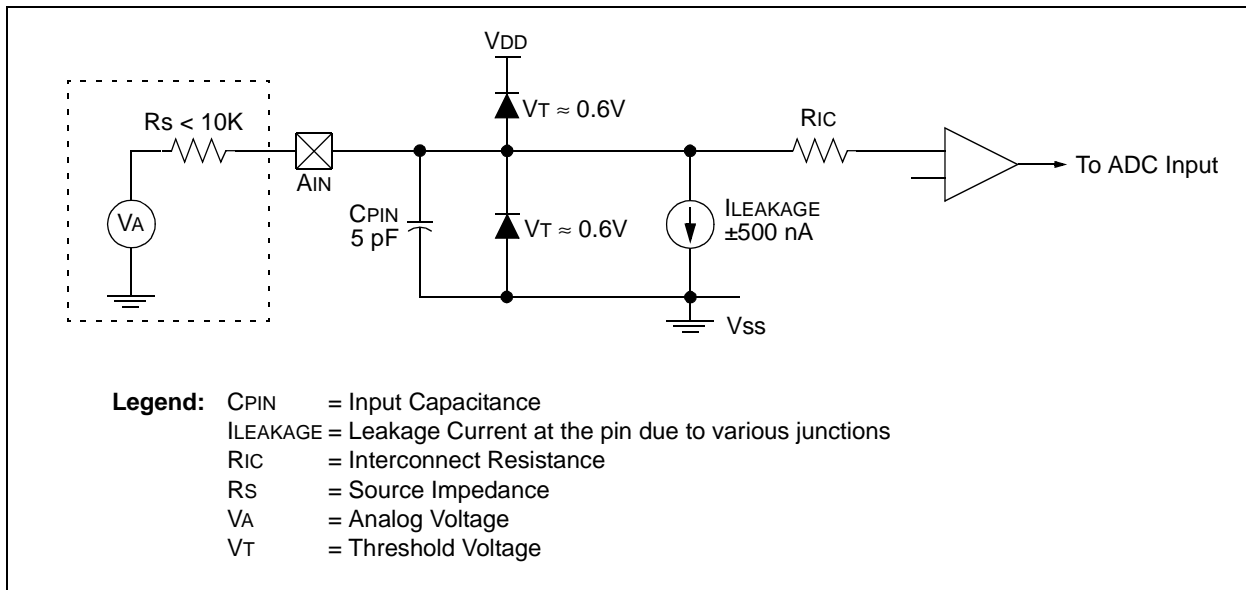 VDD
VT ≈ 0.6V
Rs < 10K
RIC
AIN
To ADC Input
VA
CPIN
5 pF
VT ≈ 0.6V
ILEAKAGE
±500 nA
Vss
Legend: CPIN = Input Capacitance
ILEAKAGE = Leakage Current at the pin due to various junctions
RIC = Interconnect Resistance
RS = Source Impedance
VA = Analog Voltage
VT = Threshold Voltage